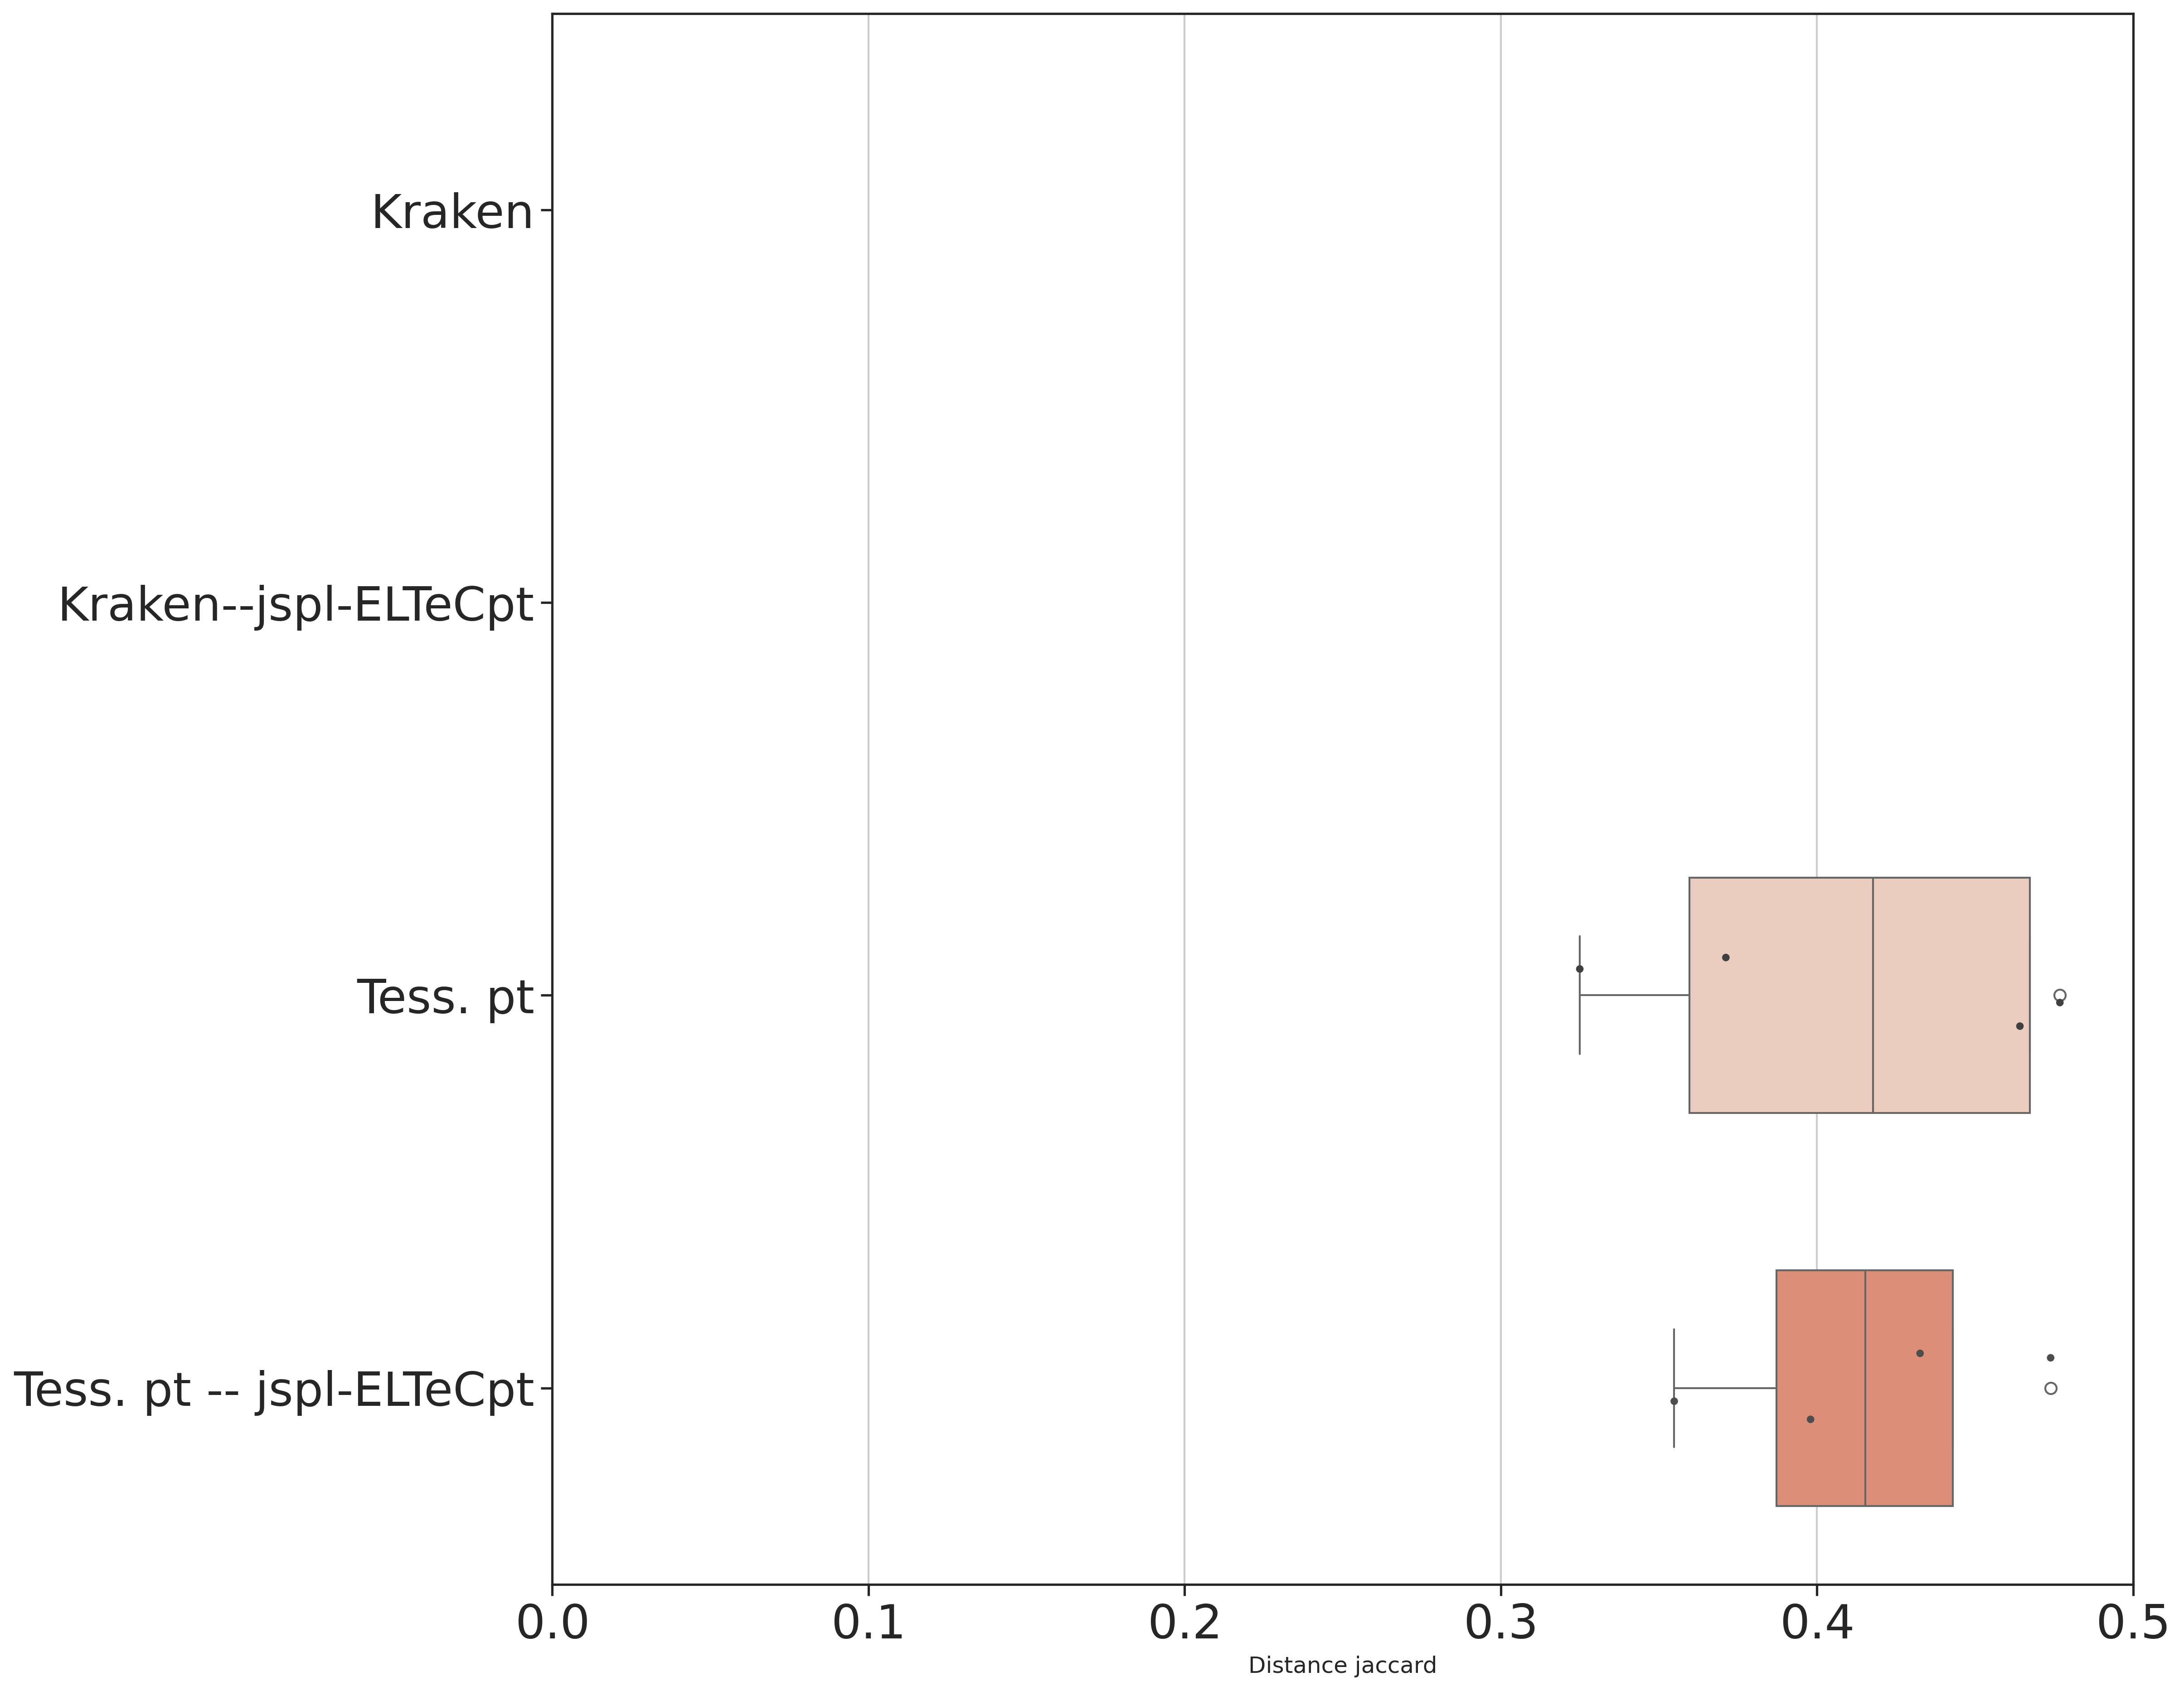 Kraken
Kraken--jspl-ELTeCpt
Tess. pt
Tess. pt -- jspl-ELTeCpt
0.0 0.1 0.2 0.3 0.4 0.5
Distance jaccard